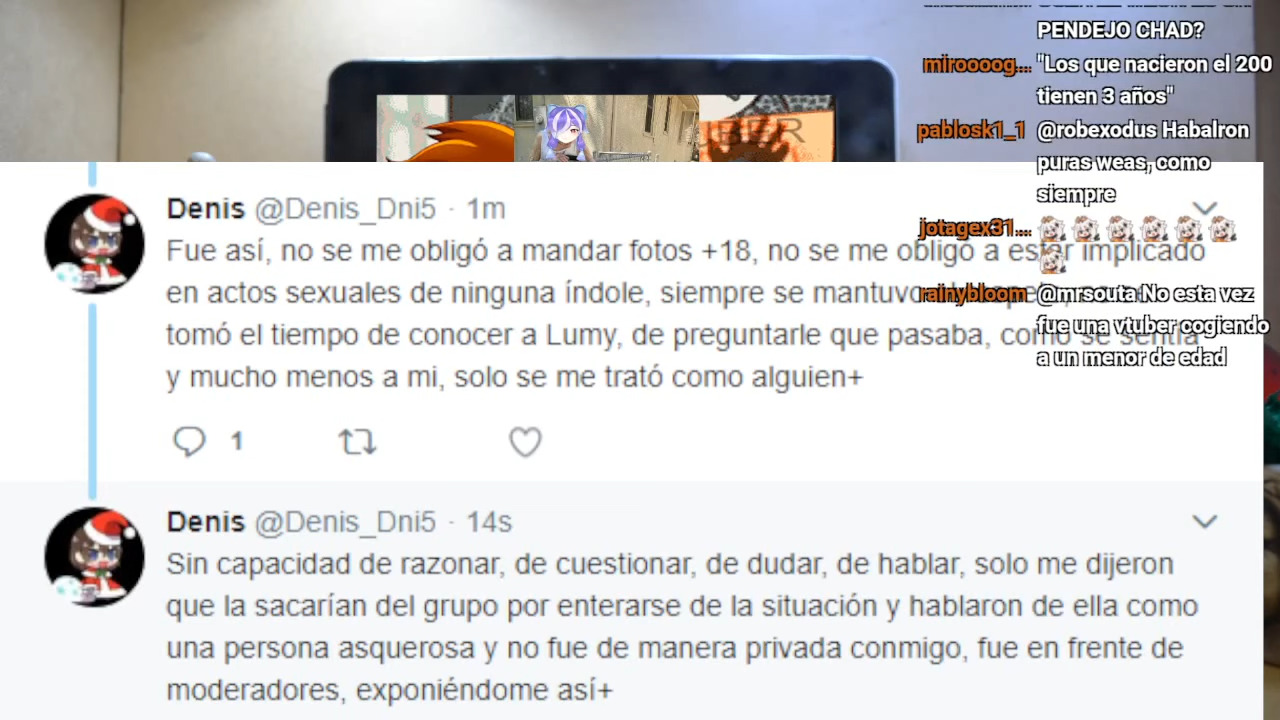 PENDEJO CHAD?
miroooog... "Los que nacieron el 200
tienen 3 años"
pablosk1_1 @robexodus Habalron
puras weas, como
siempre
jotagex31...
rainybloom @mrsouta No esta vez
fue una vtuber cogiendo
a un menor de edad
Denis @Denis_Dni5 · 1m
Fue así, no se me obligó a mandar fotos +18, no se me obligó a estar implicado
en actos sexuales de ninguna índole, siempre se mantuvo
tomó el tiempo de conocer a Lumy, de preguntarle que pasaba, como se sentía
y mucho menos a mi, solo se me trató como alguien+
1
Denis @Denis_Dni5 · 14s
Sin capacidad de razonar, de cuestionar, de dudar, de hablar, solo me dijeron
que la sacarían del grupo por enterarse de la situación y hablaron de ella como
una persona asquerosa y no fue de manera privada conmigo, fue en frente de
moderadores, exponiéndome así+